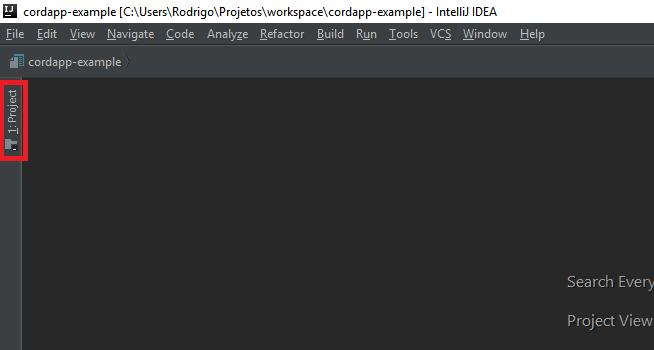 IJ cordapp-example [C:\Users\Rodrigo\Projetos\workspace\cordapp-example] - IntelliJ IDEA
File Edit View Navigate Code Analyze Refactor Build Run Tools VCS Window Help
cordapp-example
1: Project
Search Every
Project View